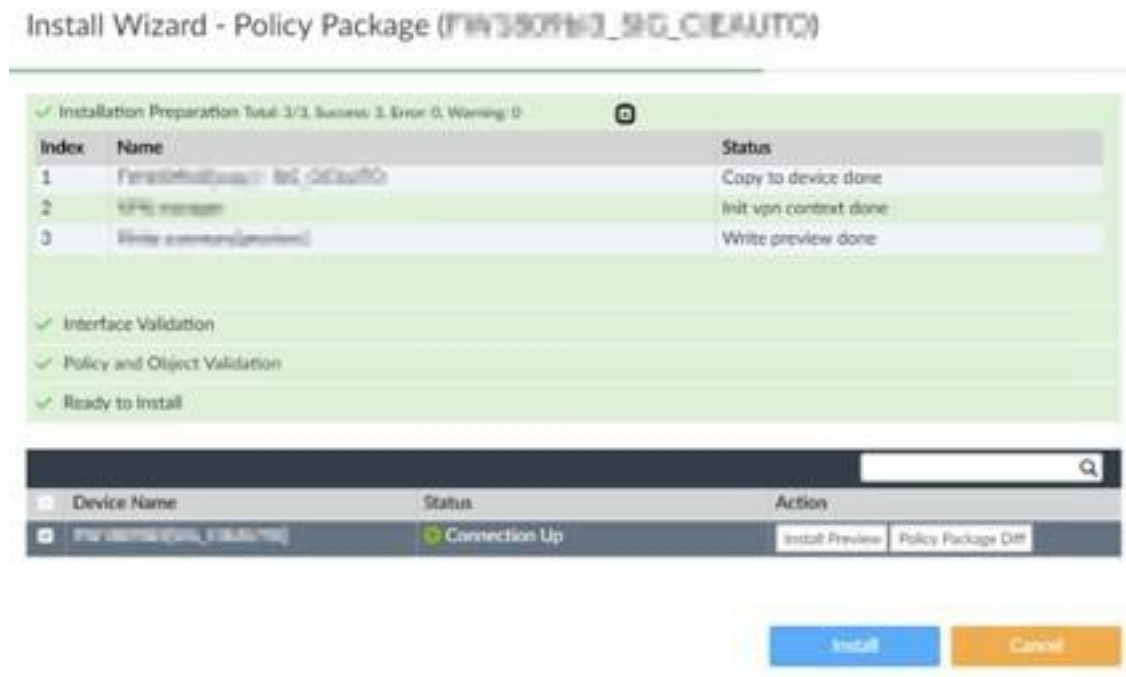 Install Wizard - Policy Package (
Installation Preparation Total: 3/3, Success: 3, Error: 0, Warning: 0
Index Name Status
1 Copy to device done
2 Init vpn context done
3 Write preview done
Interface Validation
Policy and Object Validation
Ready to Install
Device Name Status Action
Connection Up Install Preview Policy Package Diff
Install Cancel